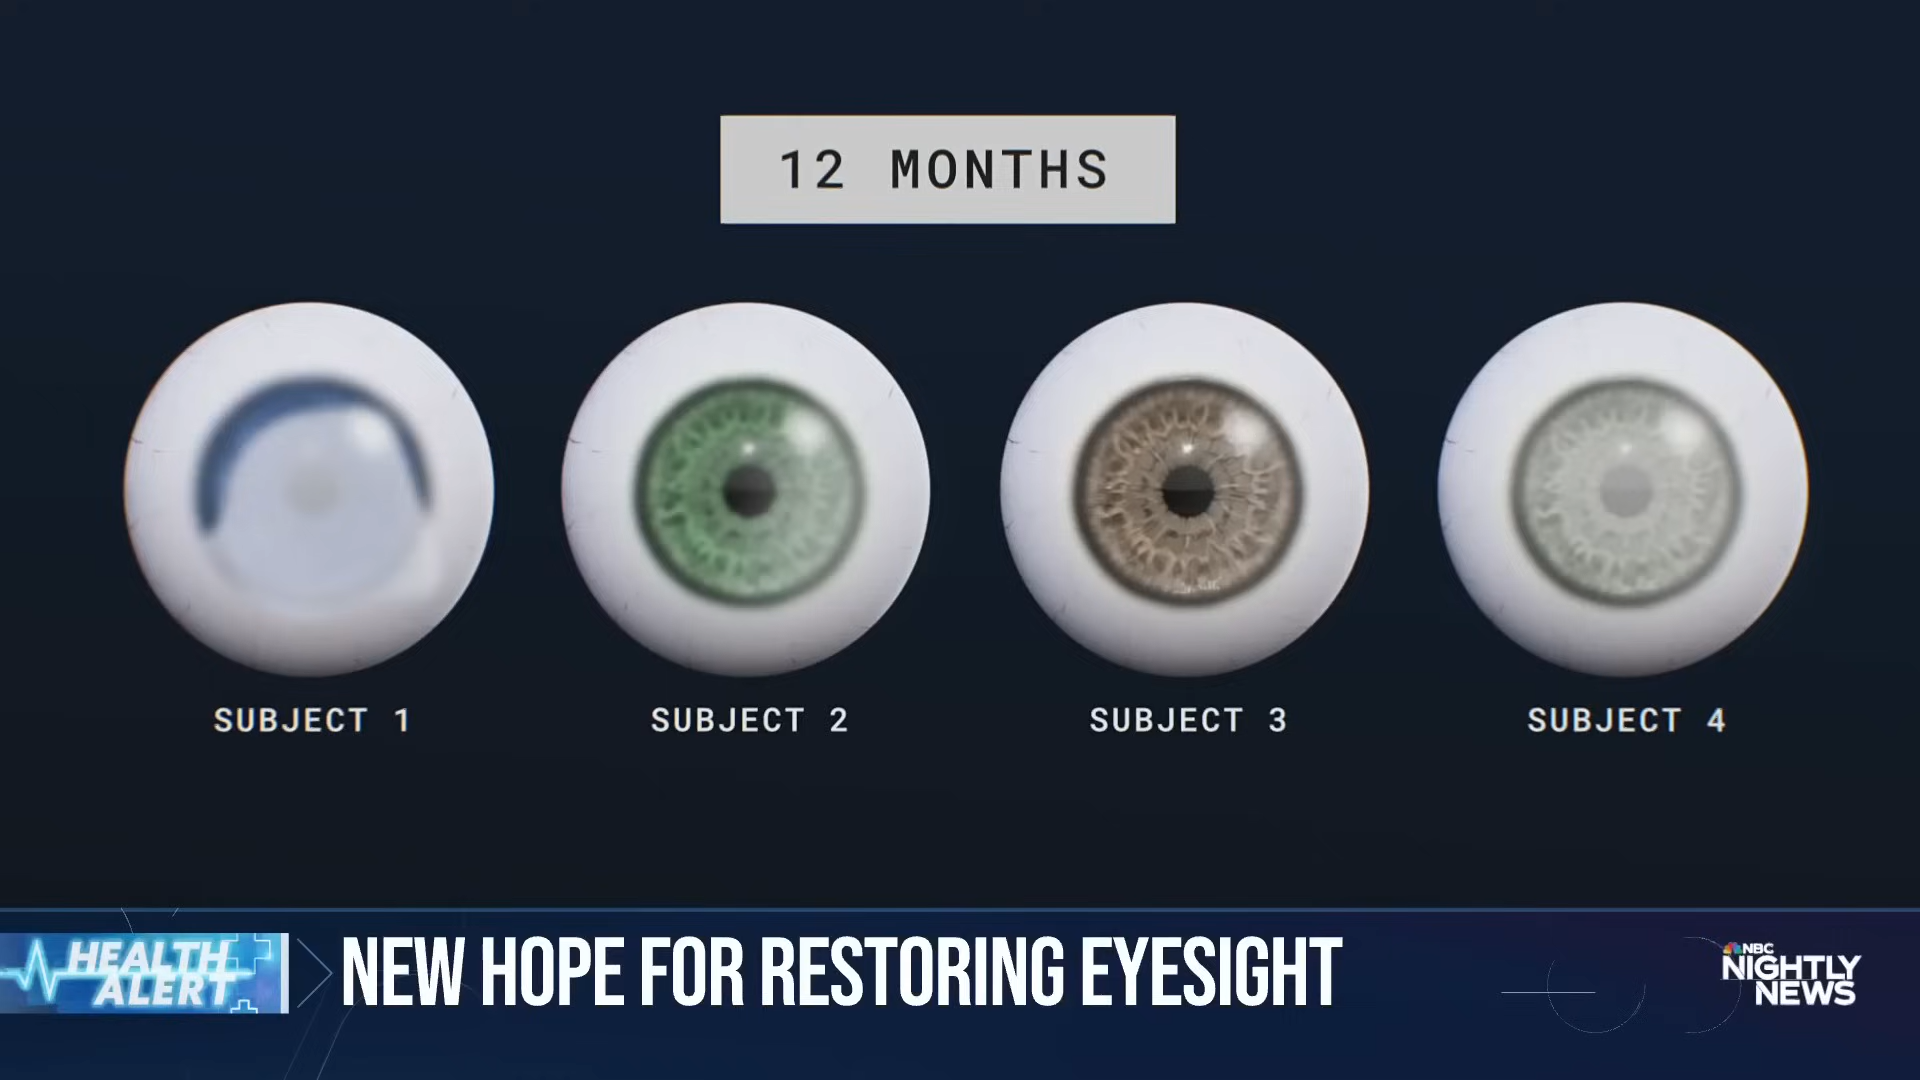 12 MONTHS
SUBJECT 1
SUBJECT 2
SUBJECT 3
SUBJECT 4
HEALTH
ALERT
NEW HOPE FOR RESTORING EYESIGHT
NBC
NIGHTLY
NEWS